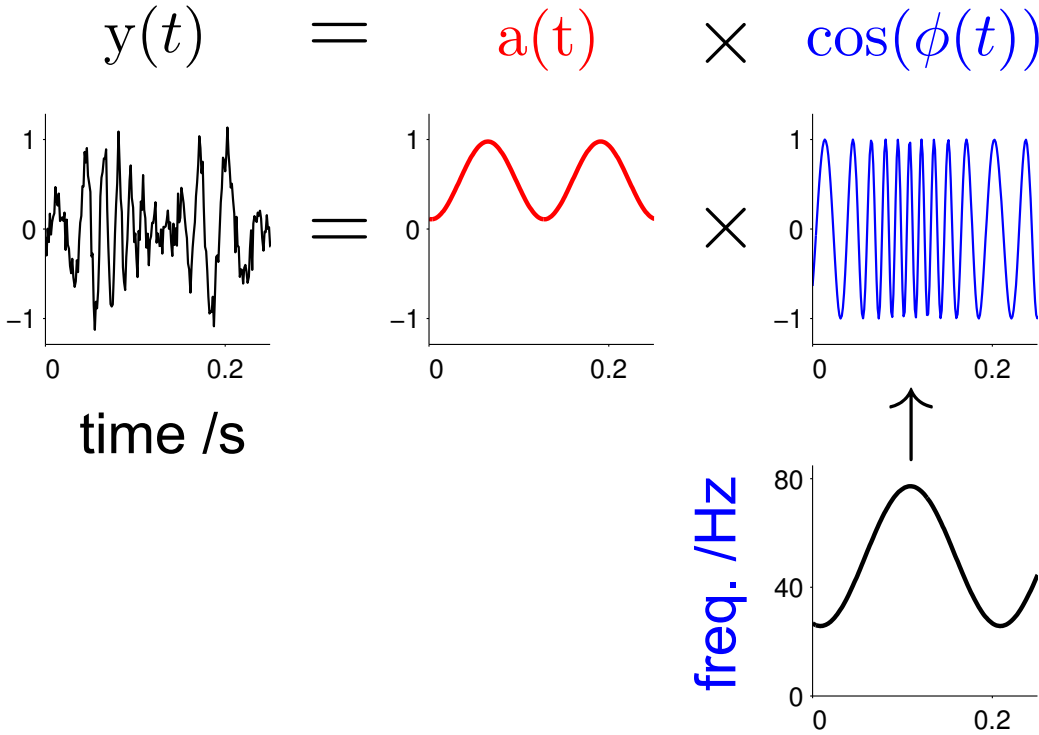 y(t) = a(t) × cos(ϕ(t))
1 1 1
0 = 0 × 0
−1 −1 −1
0 0.2 0 0.2 0 0.2
time /s
80
40
0
freq. /Hz
0 0.2